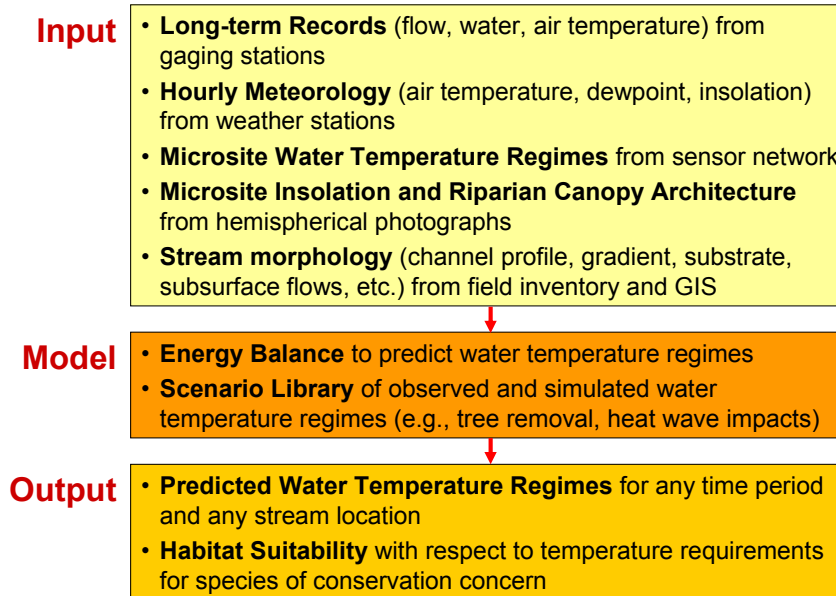 Input
• Long-term Records (flow, water, air temperature) from
gaging stations
• Hourly Meteorology (air temperature, dewpoint, insolation)
from weather stations
• Microsite Water Temperature Regimes from sensor network
• Microsite Insolation and Riparian Canopy Architecture
from hemispherical photographs
• Stream morphology (channel profile, gradient, substrate,
subsurface flows, etc.) from field inventory and GIS
Model
• Energy Balance to predict water temperature regimes
• Scenario Library of observed and simulated water
temperature regimes (e.g., tree removal, heat wave impacts)
Output
• Predicted Water Temperature Regimes for any time period
and any stream location
• Habitat Suitability with respect to temperature requirements
for species of conservation concern